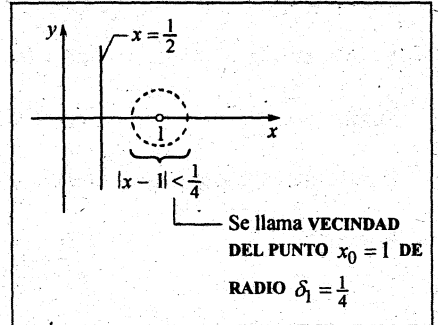 y
x = 1/2
1
x
|x − 1| < 1/4
Se llama VECINDAD
DEL PUNTO x₀ = 1 DE
RADIO δ₁ = 1/4